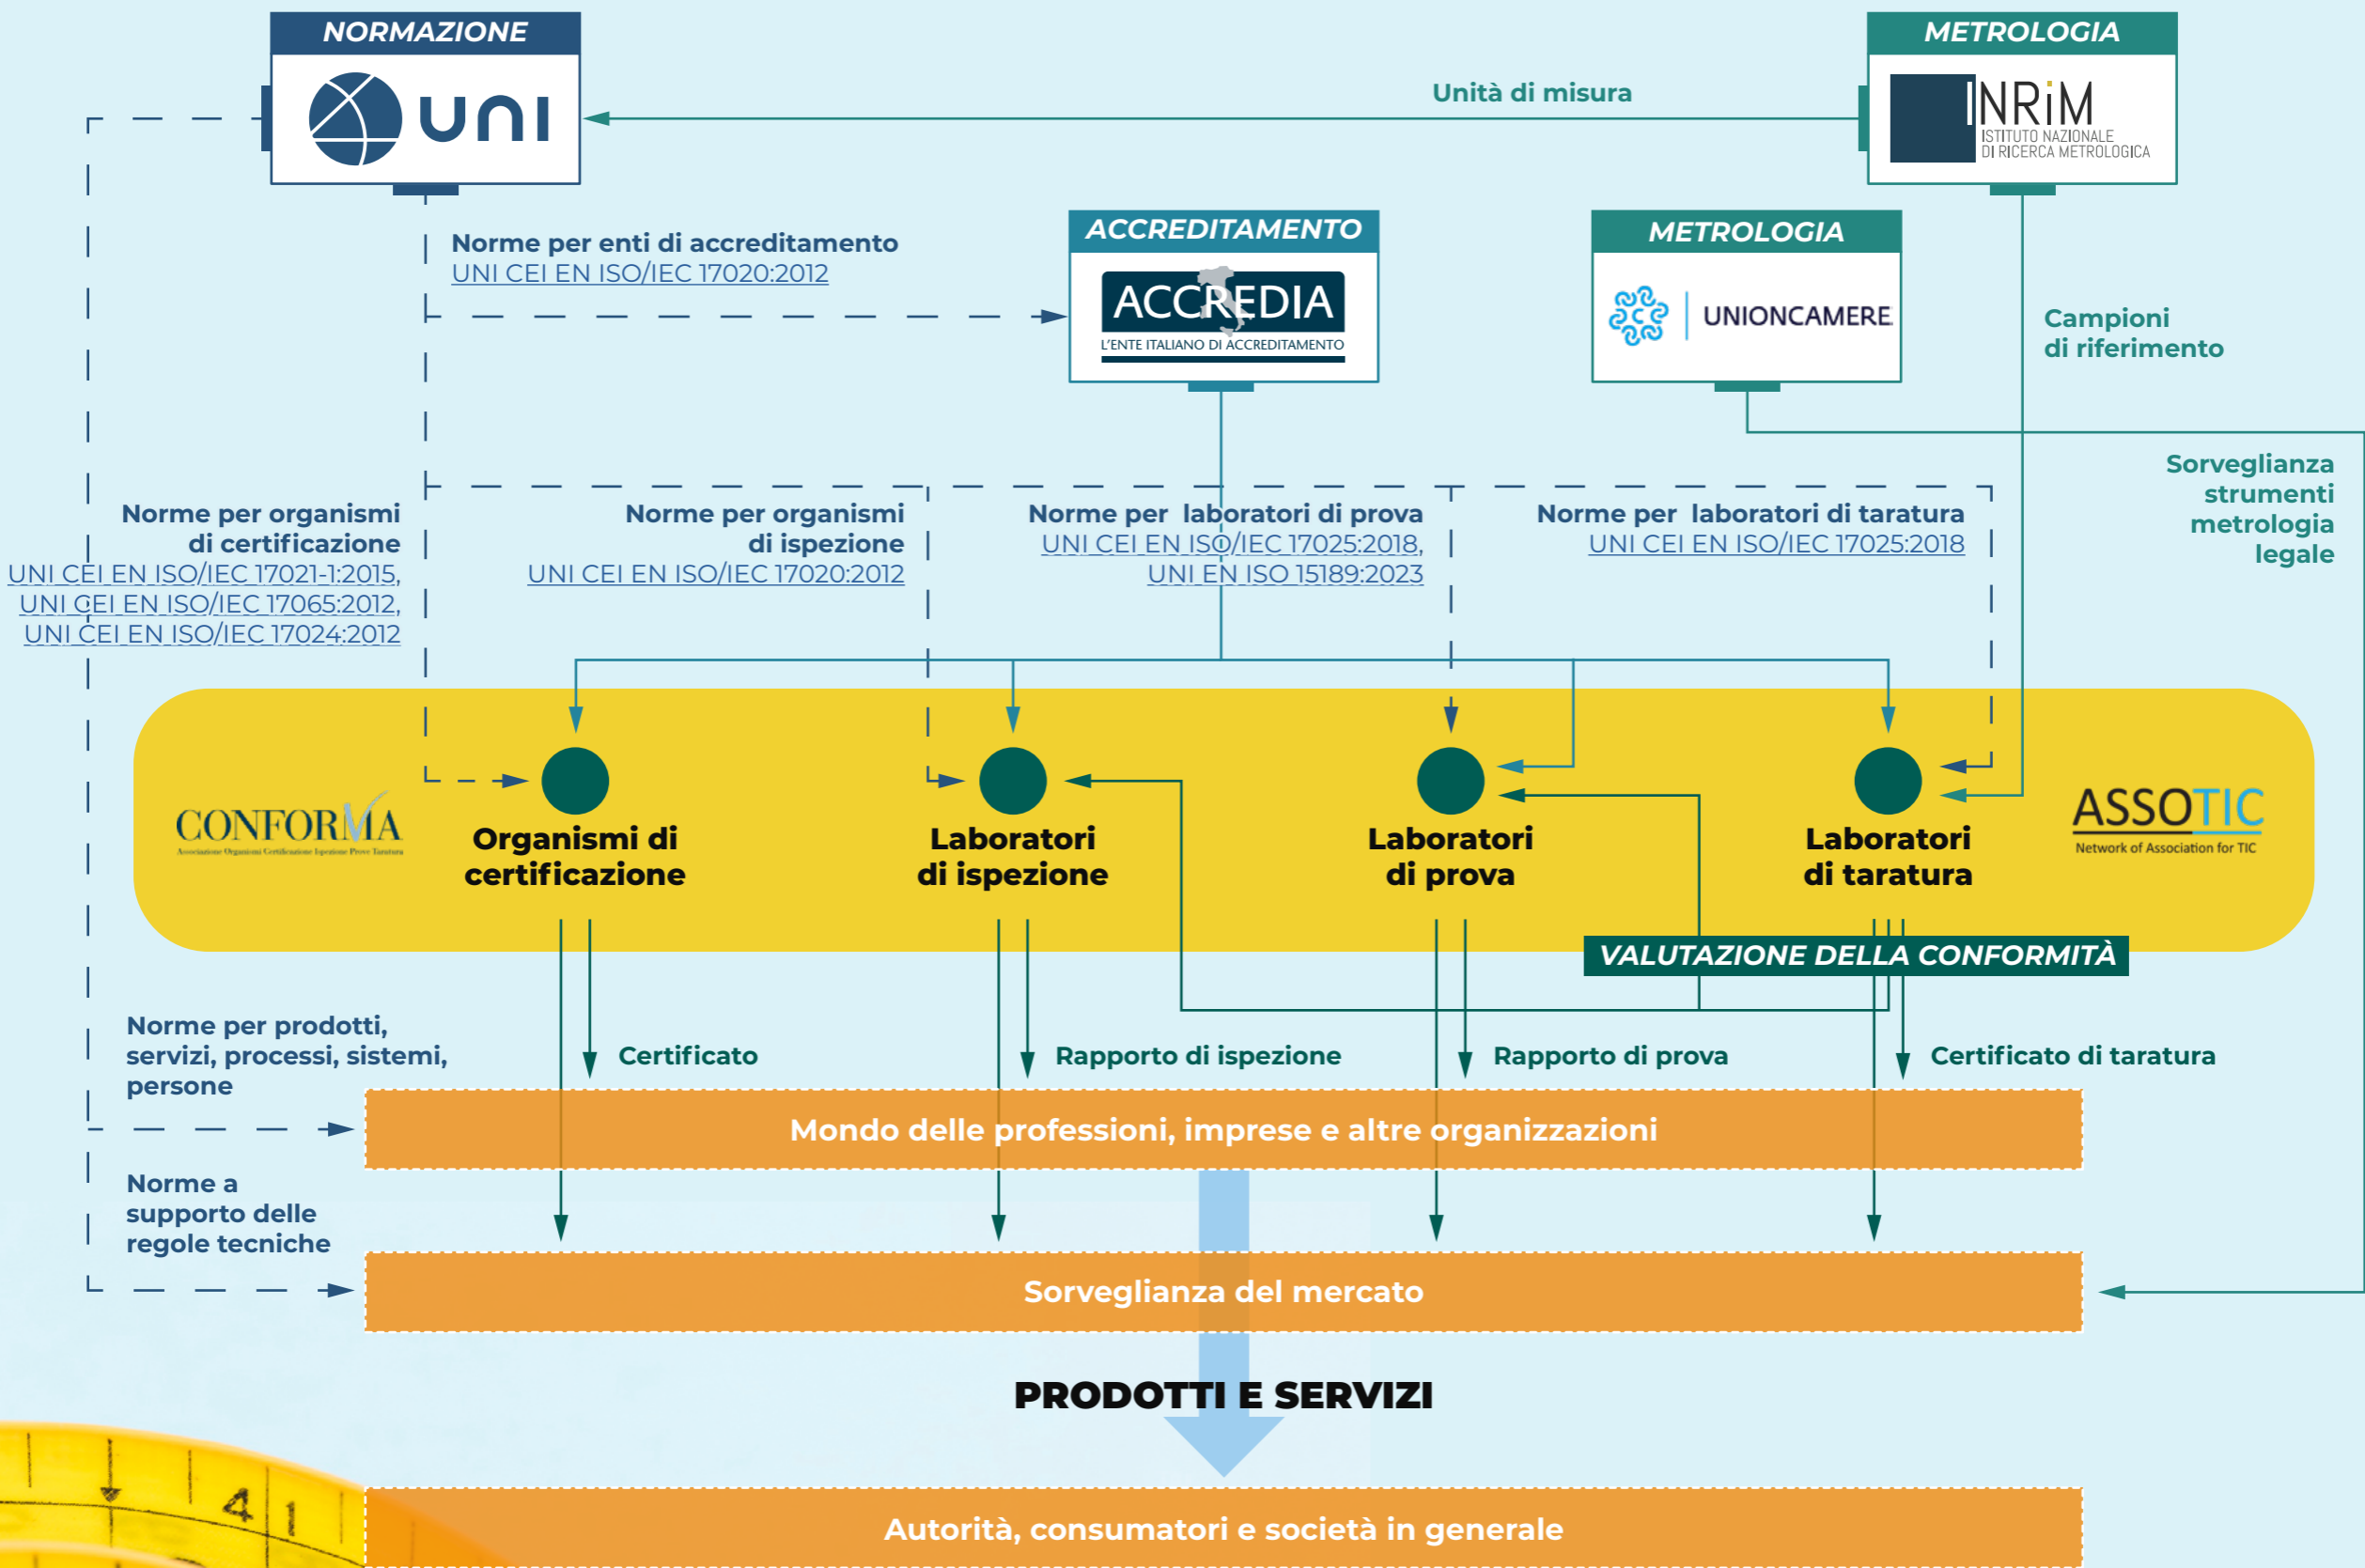 NORMAZIONE
UNI
METROLOGIA
INRiM
ISTITUTO NAZIONALE
DI RICERCA METROLOGICA
Unità di misura
Norme per enti di accreditamento
UNI CEI EN ISO/IEC 17020:2012
ACCREDITAMENTO
ACCREDIA
L'ENTE ITALIANO DI ACCREDITAMENTO
METROLOGIA
UNIONCAMERE
Campioni
di riferimento
Sorveglianza
strumenti
metrologia
legale
Norme per organismi
di certificazione
UNI CEI EN ISO/IEC 17021-1:2015,
UNI CEI EN ISO/IEC 17065:2012,
UNI CEI EN ISO/IEC 17024:2012
Norme per organismi
di ispezione
UNI CEI EN ISO/IEC 17020:2012
Norme per laboratori di prova
UNI CEI EN ISO/IEC 17025:2018,
UNI EN ISO 15189:2023
Norme per laboratori di taratura
UNI CEI EN ISO/IEC 17025:2018
CONFORMA
Associazione Organismi Certificazione Ispezione Prove Taratura
Organismi di
certificazione
Laboratori
di ispezione
Laboratori
di prova
Laboratori
di taratura
ASSOTIC
Network of Association for TIC
VALUTAZIONE DELLA CONFORMITÀ
Norme per prodotti,
servizi, processi, sistemi,
persone
Certificato
Rapporto di ispezione
Rapporto di prova
Certificato di taratura
Mondo delle professioni, imprese e altre organizzazioni
Norme a
supporto delle
regole tecniche
Sorveglianza del mercato
PRODOTTI E SERVIZI
Autorità, consumatori e società in generale
41